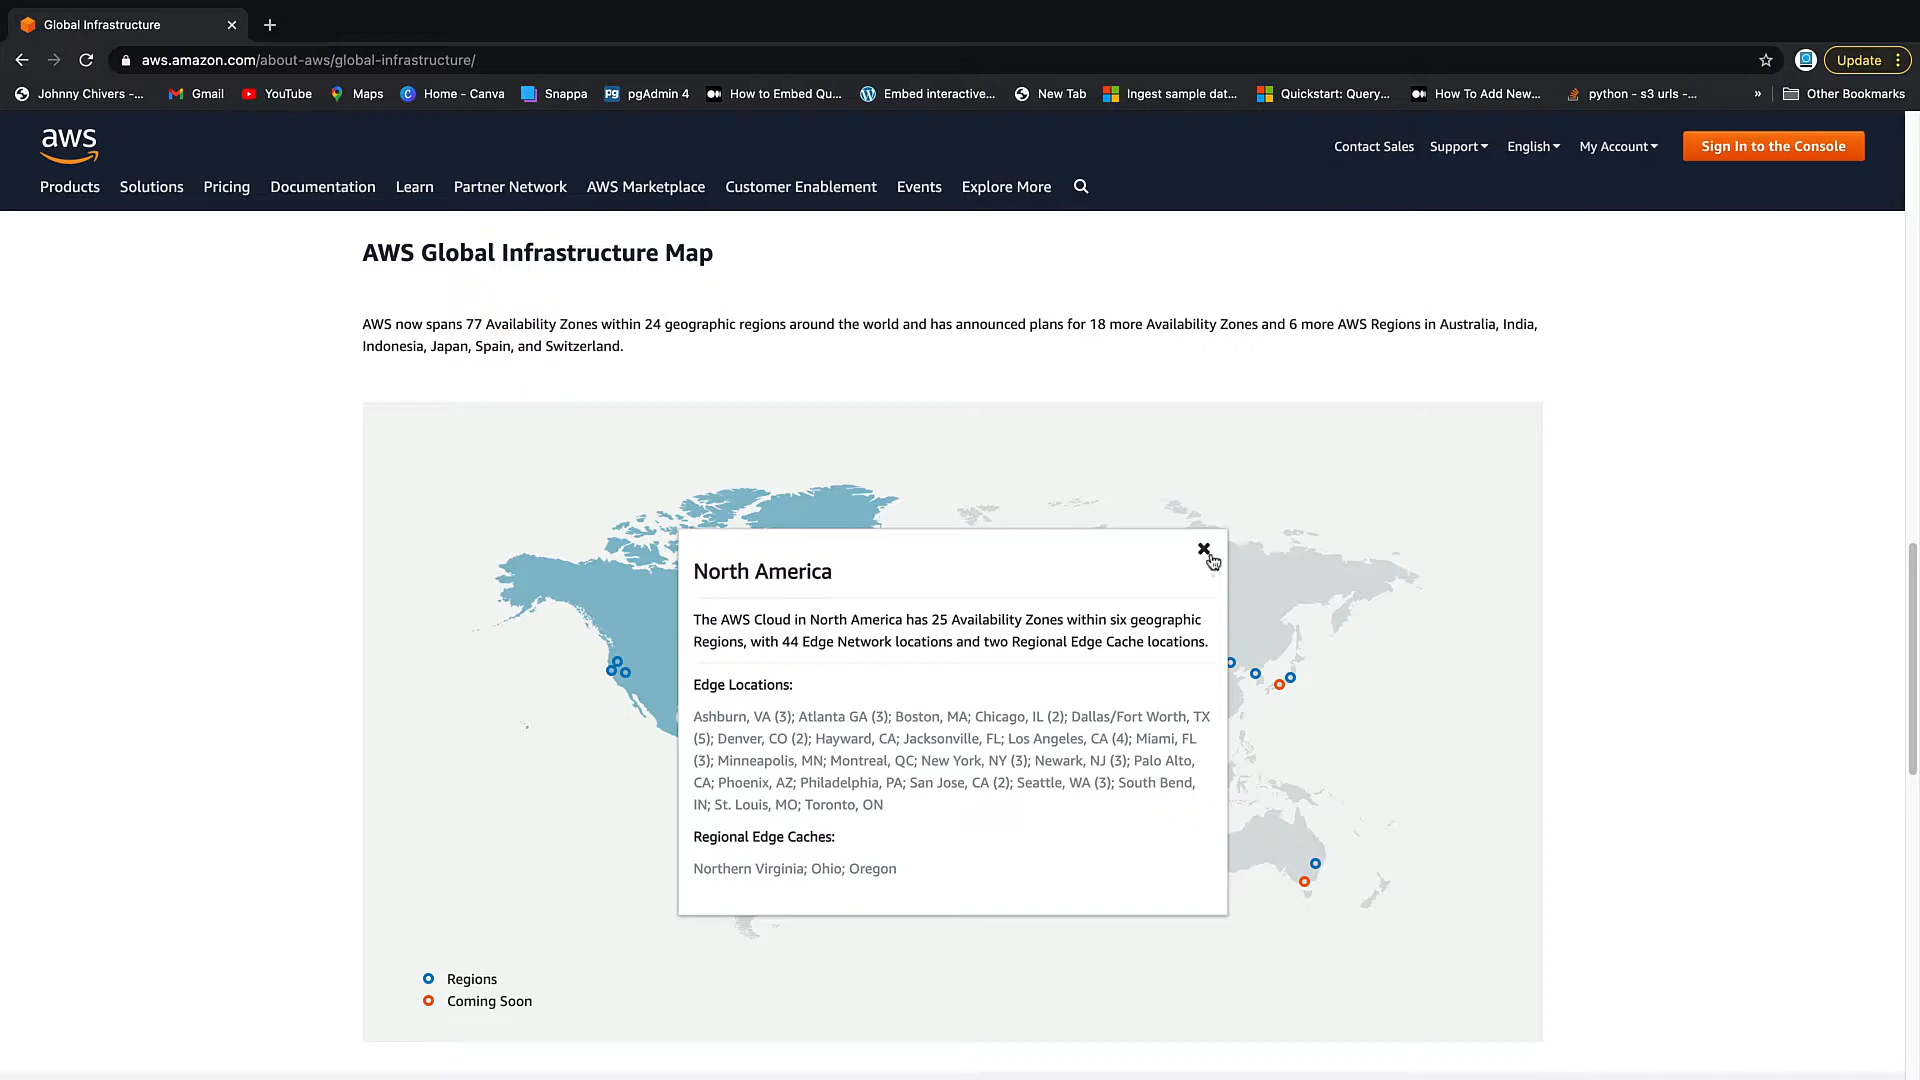 Global Infrastructure
aws.amazon.com/about-aws/global-infrastructure/
Update
Johnny Chivers -...
Gmail
YouTube
Maps
Home - Canva
Snappa
pgAdmin 4
How to Embed Qu...
Embed interactive...
New Tab
Ingest sample dat...
Quickstart: Query...
How To Add New...
python - s3 urls -...
»
Other Bookmarks
aws
Contact Sales
Support
English
My Account
Sign In to the Console
Products
Solutions
Pricing
Documentation
Learn
Partner Network
AWS Marketplace
Customer Enablement
Events
Explore More
AWS Global Infrastructure Map
AWS now spans 77 Availability Zones within 24 geographic regions around the world and has announced plans for 18 more Availability Zones and 6 more AWS Regions in Australia, India,
Indonesia, Japan, Spain, and Switzerland.
North America
The AWS Cloud in North America has 25 Availability Zones within six geographic
Regions, with 44 Edge Network locations and two Regional Edge Cache locations.
Edge Locations:
Ashburn, VA (3); Atlanta GA (3); Boston, MA; Chicago, IL (2); Dallas/Fort Worth, TX
(5); Denver, CO (2); Hayward, CA; Jacksonville, FL; Los Angeles, CA (4); Miami, FL
(3); Minneapolis, MN; Montreal, QC; New York, NY (3); Newark, NJ (3); Palo Alto,
CA; Phoenix, AZ; Philadelphia, PA; San Jose, CA (2); Seattle, WA (3); South Bend,
IN; St. Louis, MO; Toronto, ON
Regional Edge Caches:
Northern Virginia; Ohio; Oregon
Regions
Coming Soon